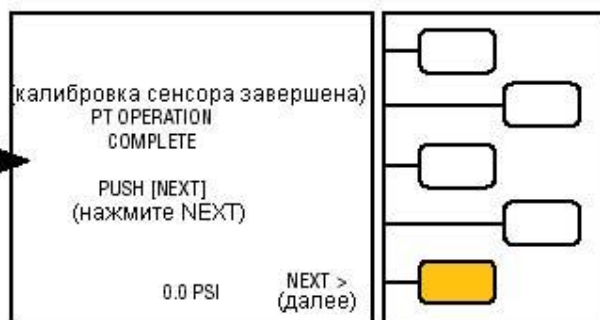 (калибровка сенсора завершена)
PT OPERATION
COMPLETE
PUSH [NEXT]
(нажмите NEXT)
0.0 PSI NEXT >
(далее)